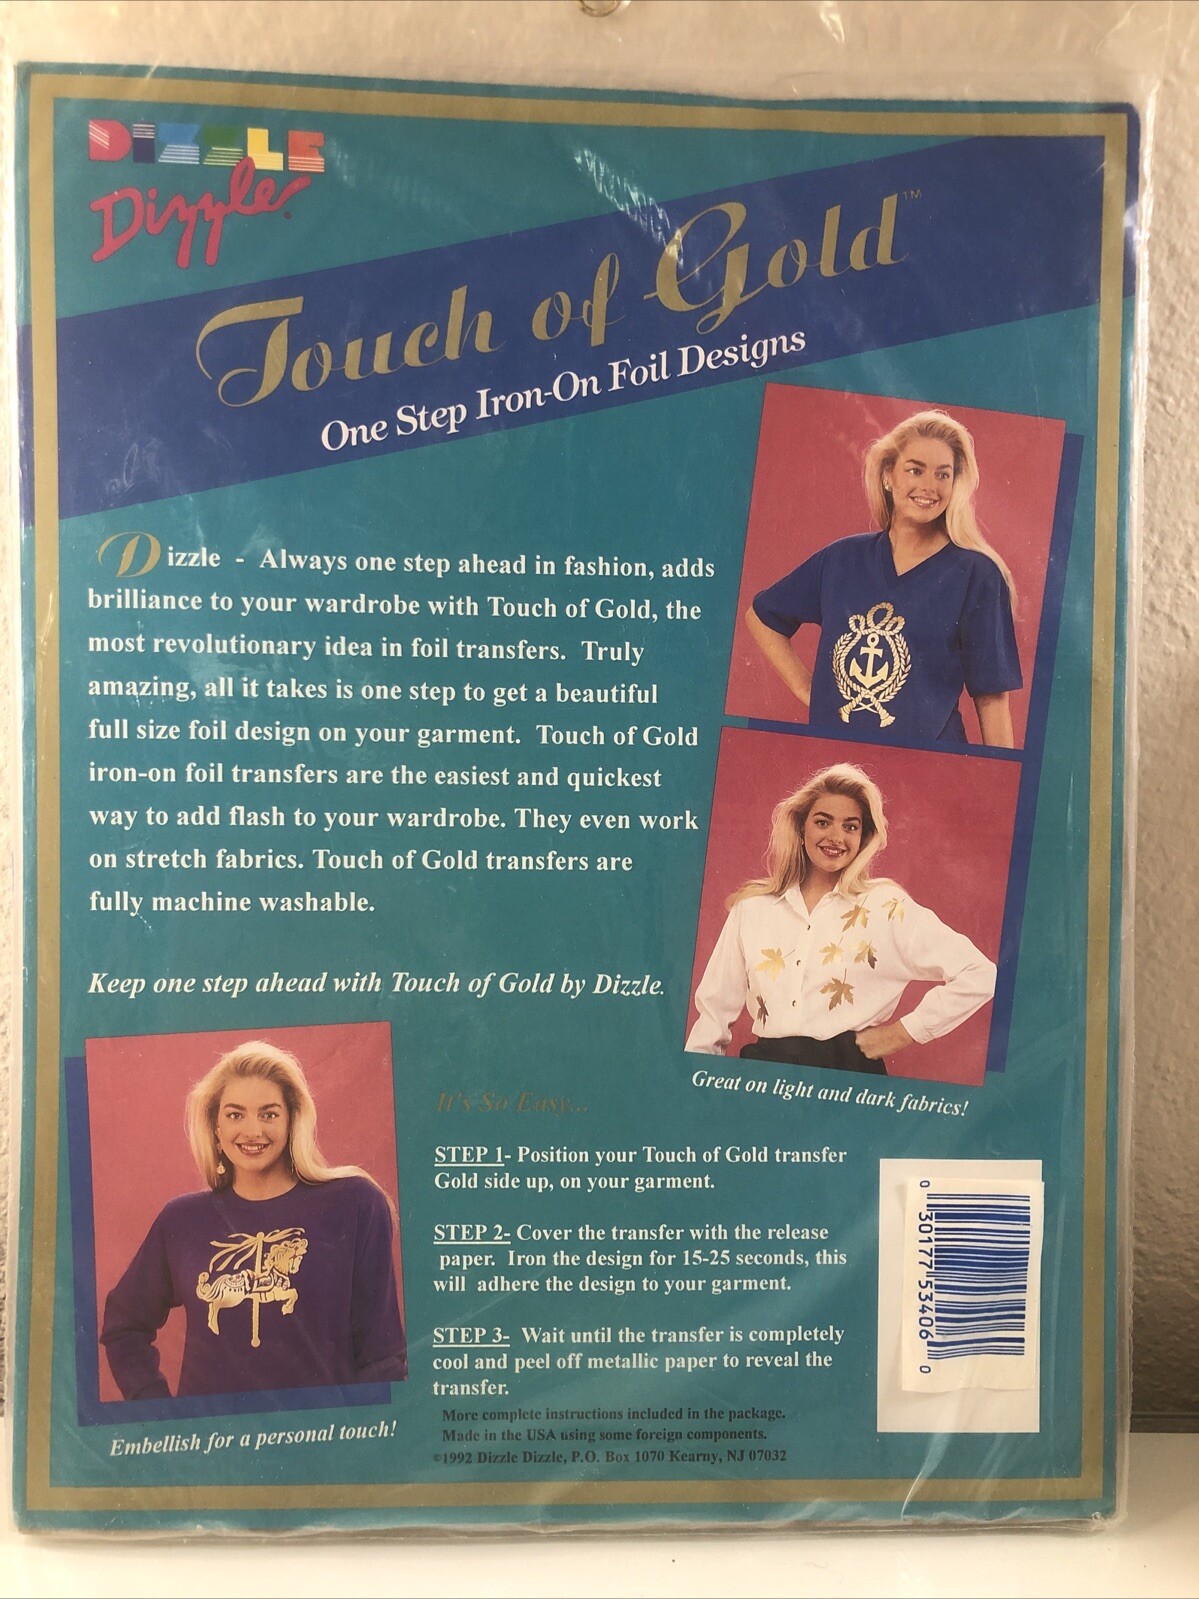 DIZZLE
Dizzle
Touch of Gold™
One Step Iron-On Foil Designs
Dizzle - Always one step ahead in fashion, adds
brilliance to your wardrobe with Touch of Gold, the
most revolutionary idea in foil transfers. Truly
amazing, all it takes is one step to get a beautiful
full size foil design on your garment. Touch of Gold
iron-on foil transfers are the easiest and quickest
way to add flash to your wardrobe. They even work
on stretch fabrics. Touch of Gold transfers are
fully machine washable.
Keep one step ahead with Touch of Gold by Dizzle.
Great on light and dark fabrics!
Embellish for a personal touch!
It's So Easy...
STEP 1- Position your Touch of Gold transfer
Gold side up, on your garment.
STEP 2- Cover the transfer with the release
paper. Iron the design for 15-25 seconds, this
will adhere the design to your garment.
STEP 3- Wait until the transfer is completely
cool and peel off metallic paper to reveal the
transfer.
More complete instructions included in the package.
Made in the USA using some foreign components.
©1992 Dizzle Dizzle, P.O. Box 1070 Kearny, NJ 07032
0 30177 53406 0